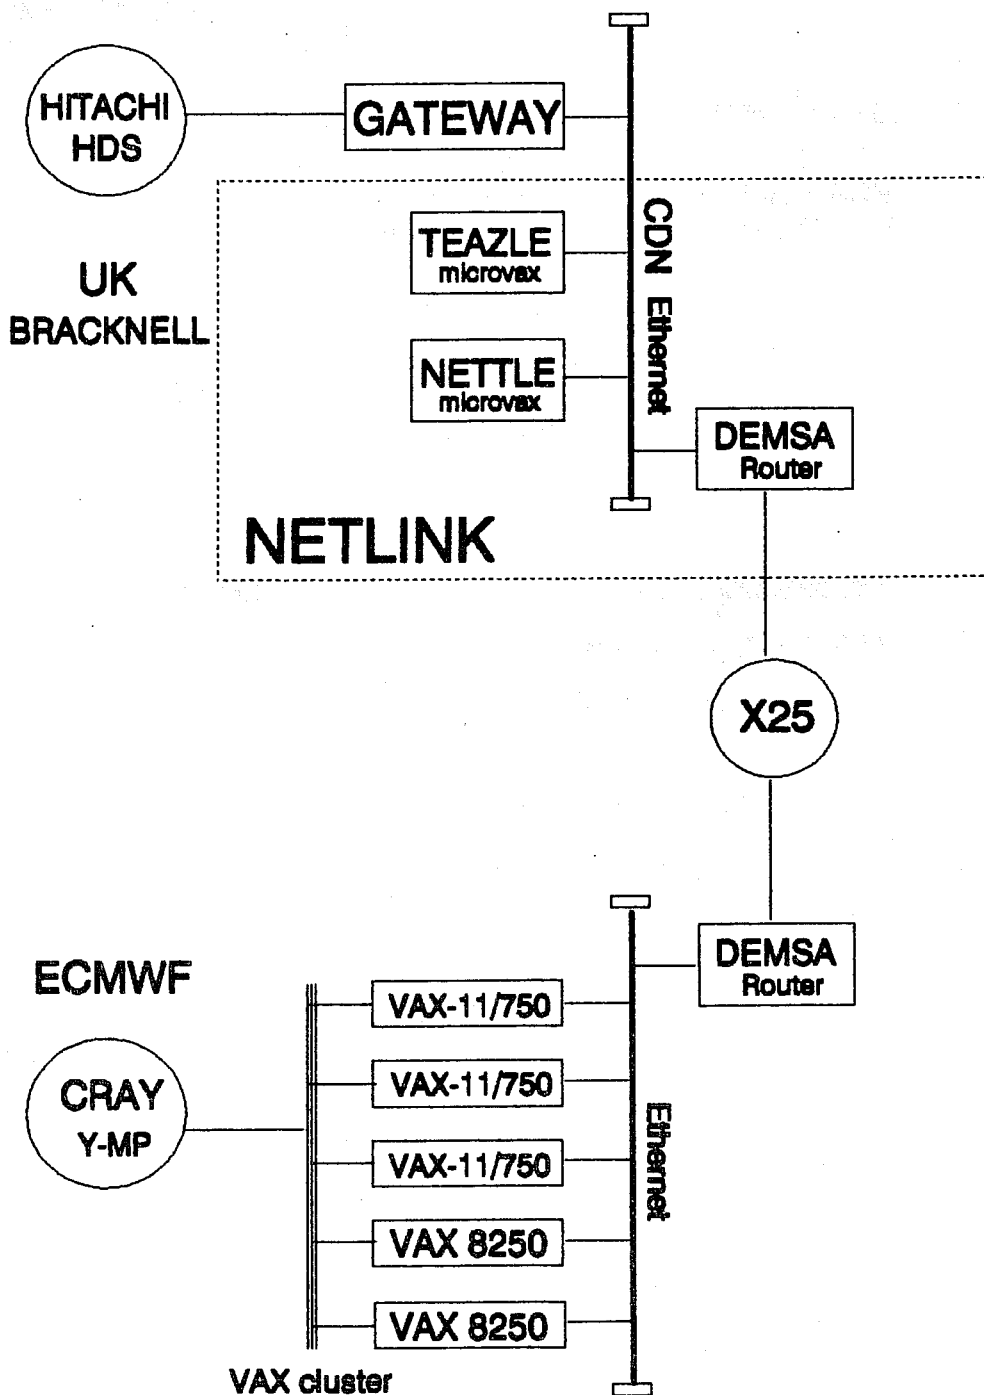 HITACHI
HDS
GATEWAY
TEAZLE
microvax
CDN Ethernet
UK
BRACKNELL
NETTLE
microvax
DEMSA
Router
NETLINK
X25
DEMSA
Router
ECMWF
VAX-11/750
CRAY
Y-MP
VAX-11/750
VAX-11/750
Ethernet
VAX 8250
VAX 8250
VAX cluster